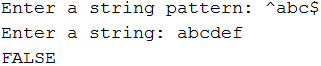 Enter a string pattern: ^abc$
Enter a string: abcdef
FALSE